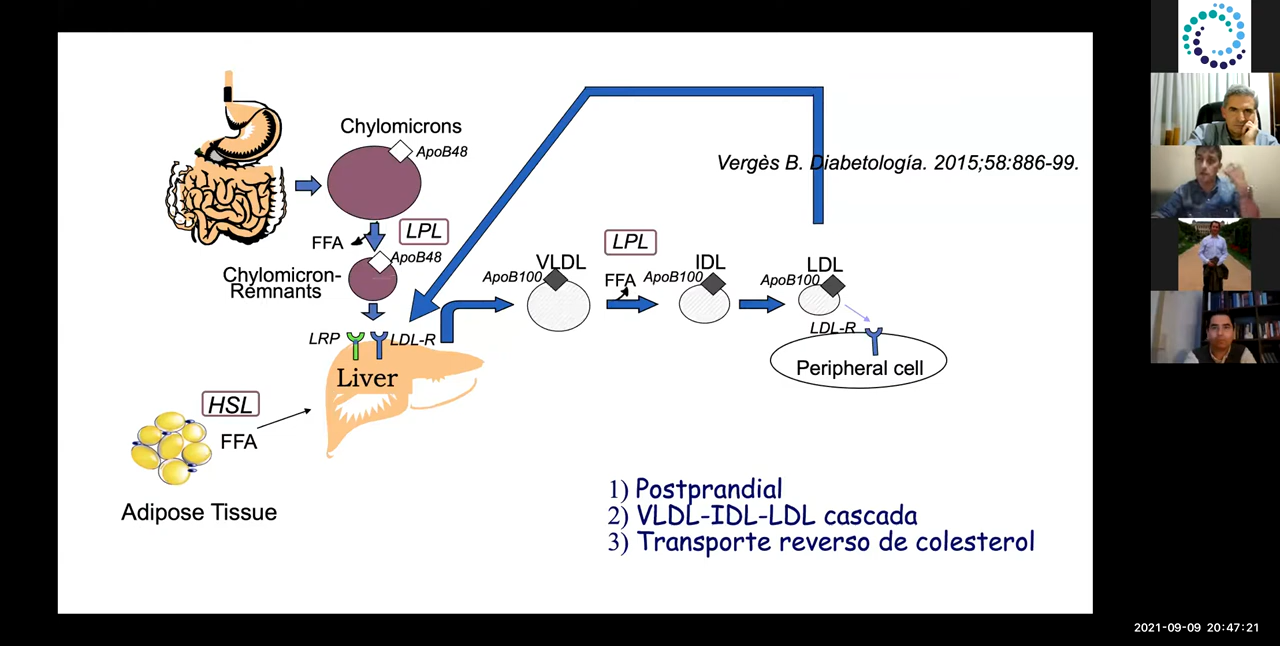 Chylomicrons
ApoB48
Vergès B. Diabetología. 2015;58:886-99.
LPL
FFA
ApoB48
Chylomicron-
Remnants
LPL
VLDL
ApoB100
FFA
IDL
ApoB100
LDL
ApoB100
LRP
LDL-R
LDL-R
Liver
Peripheral cell
HSL
FFA
Adipose Tissue
1) Postprandial
2) VLDL-IDL-LDL cascada
3) Transporte reverso de colesterol
2021-09-09 20:47:21